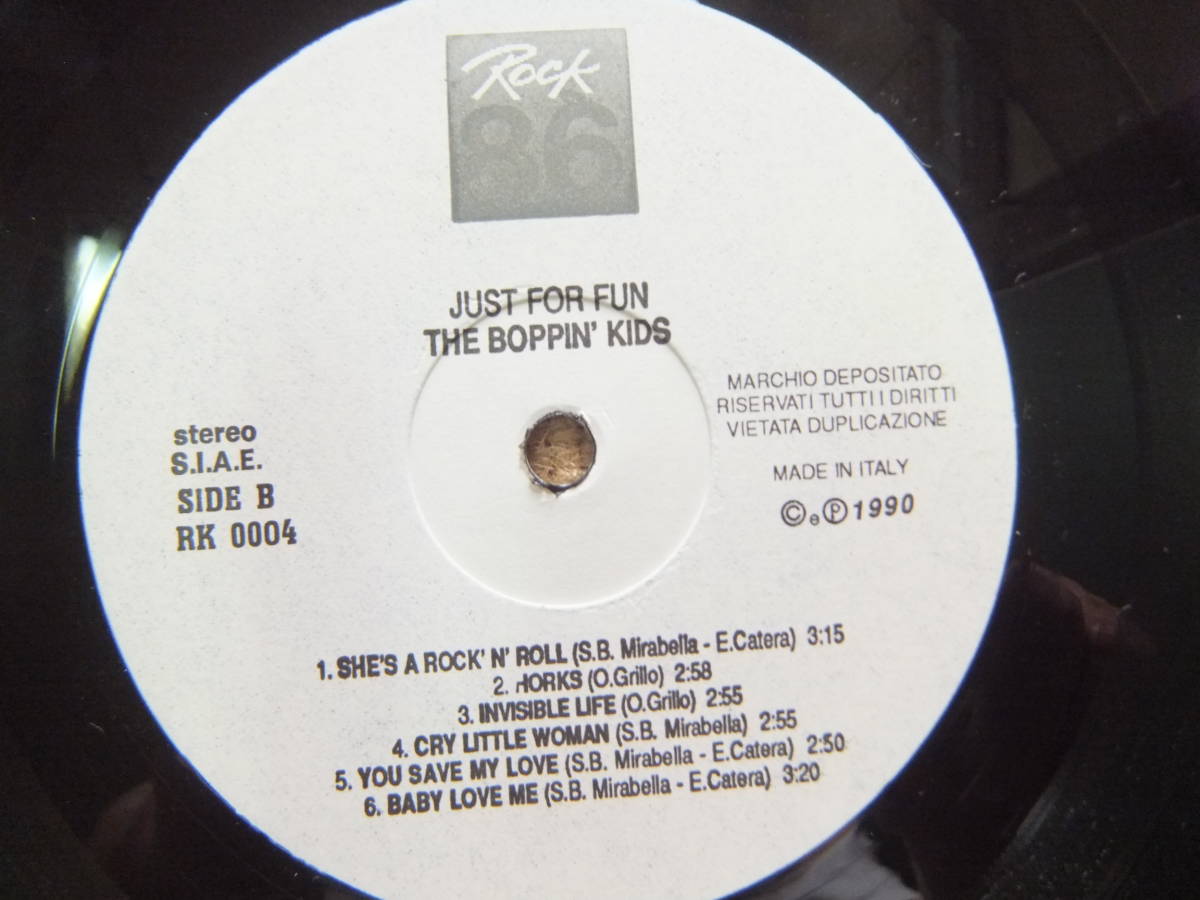 Rock
86
JUST FOR FUN
THE BOPPIN' KIDS
stereo
S.I.A.E.
SIDE B
RK 0004
MARCHIO DEPOSITATO
RISERVATI TUTTI I DIRITTI
VIETATA DUPLICAZIONE
MADE IN ITALY
© e ℗ 1990
1. SHE'S A ROCK' N' ROLL (S.B. Mirabella - E.Catera) 3:15
2. (O.Grillo) 2:58
3. INVISIBLE LIFE (O.Grillo) 2:55
4. CRY LITTLE WOMAN (S.B. Mirabella) 2:55
5. YOU SAVE MY LOVE (S.B. Mirabella - E.Catera) 2:50
6. BABY LOVE ME (S.B. Mirabella - E.Catera) 3:20